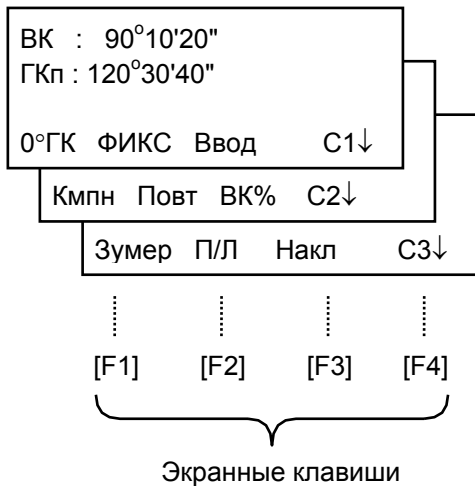 ВК : 90°10'20"
ГКп : 120°30'40"
0°ГК ФИКС Ввод С1↓
Кмпн Повт ВК% С2↓
Зумер П/Л Накл С3↓
[F1] [F2] [F3] [F4]
Экранные клавиши